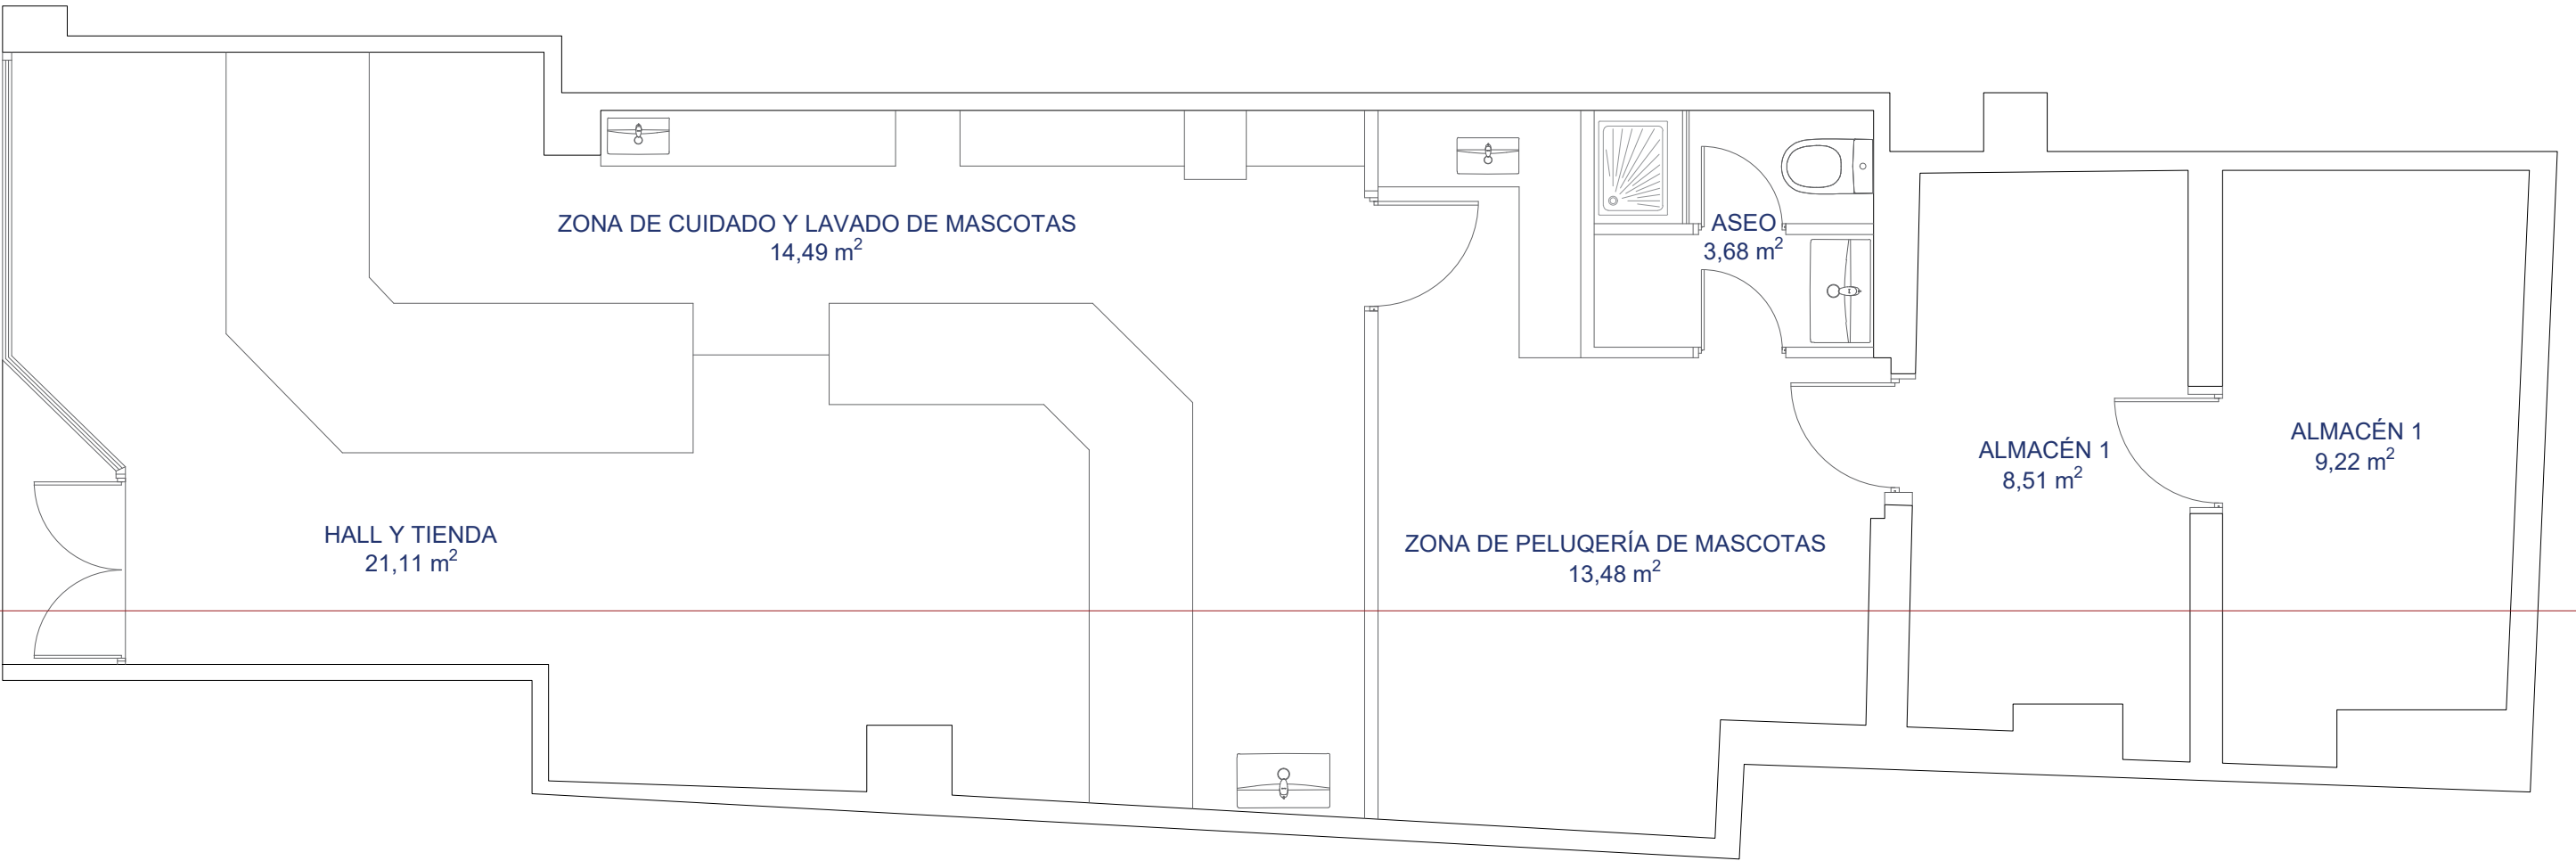 ZONA DE CUIDADO Y LAVADO DE MASCOTAS
14,49 m²
ASEO
3,68 m²
HALL Y TIENDA
21,11 m²
ZONA DE PELUQERÍA DE MASCOTAS
13,48 m²
ALMACÉN 1
8,51 m²
ALMACÉN 1
9,22 m²